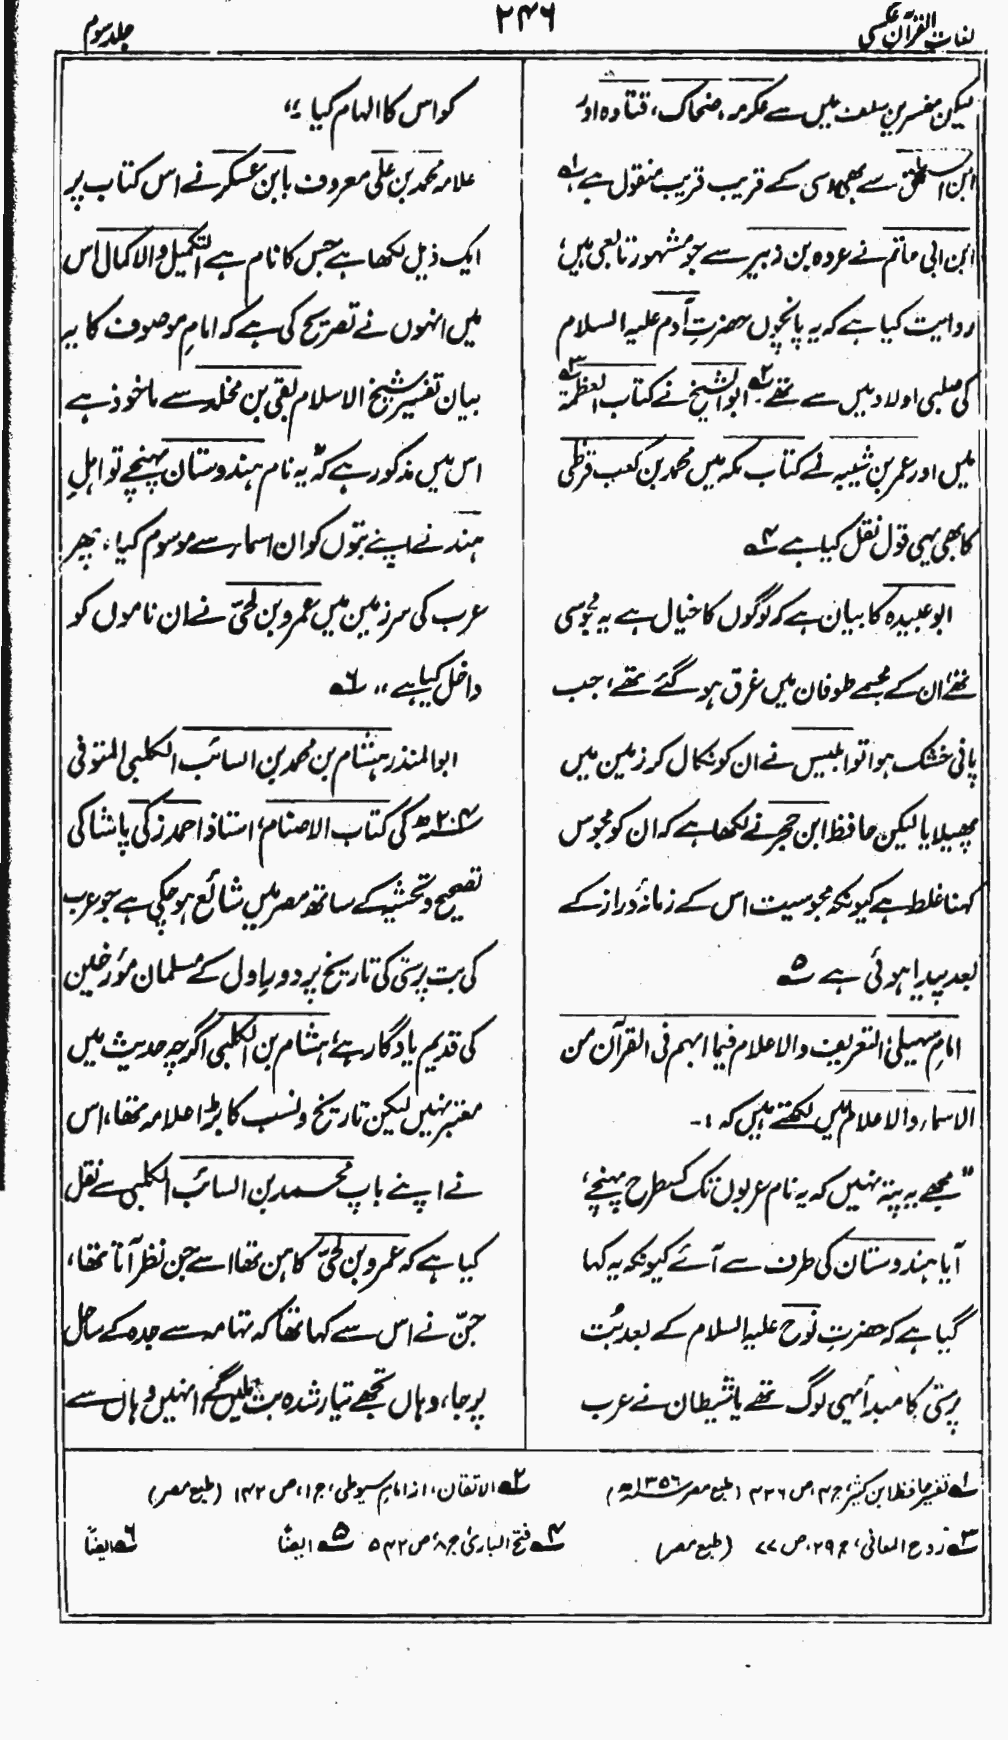 لغات القرآن عکسی
۲۴۶
جلد سوم
لیکن مفسرین سلف میں سے عکرمہ، ضحاک، قتادہ اور
ابن اسحٰق سے بھی اسی کے قریب قریب منقول ہے ۱؎
ابن ابی حاتم نے عروہ بن زبیر سے جو مشہور تابعی ہیں،
روایت کیا ہے کہ یہ پانچوں حضرتِ آدم علیہ السلام
کی صلبی اولاد میں سے تھے ۲؎ ابوالشیخ نے کتاب العظمۃ ۳؎
میں اور عمر بن شیبہ نے کتاب مکہ میں محمد بن کعب قرظی
کا بھی یہی قول نقل کیا ہے ۴؎
ابو عبیدہ کا بیان ہے کہ لوگوں کا خیال ہے یہ مجوسی
تھے، ان کے مجسمے طوفان میں غرق ہو گئے تھے، جب
پانی خشک ہوا تو ابلیس نے ان کو نکال کر زمین میں
پھیلا یا لیکن حافظ ابن حجر نے لکھا ہے کہ ان کو مجوس
کہنا غلط ہے کیونکہ مجوسیت اس کے زمانۂ دراز کے
بعد پیدا ہوئی ہے ۵؎
امام سہیلی، التعریف والاعلام فیما ابہم فی القرآن من
الاسماء والاعلام میں لکھتے ہیں کہ :۔
" مجھے یہ پتہ نہیں کہ یہ نام عربوں تک کس طرح پہنچے،
آیا ہندوستان کی طرف سے آئے کیونکہ یہ کہا
گیا ہے کہ حضرتِ نوح علیہ السلام کے بعد بُت
پرستی کا مبدأ یہی لوگ تھے یا شیطان نے عرب
کو اس کا الہام کیا "
علامہ محمد بن علی معروف بابن عسکر نے اس کتاب پر
ایک ذیل لکھا ہے جس کا نام ہے التکمیل والاکمال اس
میں انہوں نے تصریح کی ہے کہ امامِ موصوف کا یہ
بیان تفسیر شیخ الاسلام بقی بن مخلد سے ماخوذ ہے
اس میں مذکور ہے کہ "یہ نام ہندوستان پہنچے تو اہلِ
ہند نے اپنے بتوں کو ان اسماء سے موسوم کیا، پھر
عرب کی سرزمین میں عمرو بن لحیّ نے ان ناموں کو
داخل کیا ہے" ۶؎
ابوالمنذر ہشام بن محمد بن السائب الکلبی المتوفی
۲۰۴ھ کی کتاب الاصنام، استاذ احمد زکی پاشا کی
تصحیح و تحشیہ کے ساتھ مصر میں شائع ہو چکی ہے جو عرب
کی بت پرستی کی تاریخ پر دورِ اول کے مسلمان مؤرخین
کی قدیم یادگار ہے، ہشام بن الکلبی اگرچہ حدیث میں
معتبر نہیں لیکن تاریخ و نسب کا بڑا علامہ تھا، اس
نے اپنے باپ محمد بن السائب الکلبی سے نقل
کیا ہے کہ عمرو بن لحیّ کاہن تھا اسے جن نظر آتا تھا،
جنّ نے اس سے کہا تھا کہ تہامہ سے جدہ کے ساحل
پر جا، وہاں تجھے تیار شدہ بت ملیں گے انہیں وہاں سے
۱؎ تفسیر حافظ ابن کثیر، ج ۴، ص ۴۲۶ (طبع مصر ۱۳۵۶ھ)
۲؎ الاتقان، از امام سیوطی، ج ۱، ص ۱۴۲ (طبع مصر)
۳؎ روح المعانی، ج ۲۹، ص ۷۷ (طبع مصر)
۴؎ فتح الباری، ج ۸، ص ۵۴۲
۵؎ ایضاً
۶؎ ایضاً